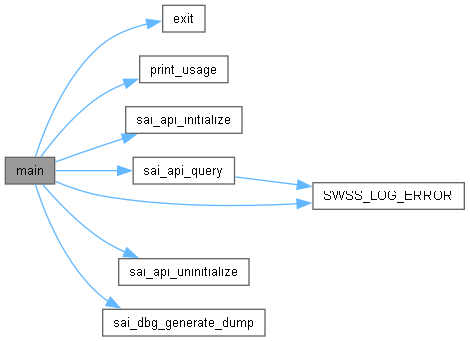 exit
print_usage
sai_api_initialize
main
sai_api_query
SWSS_LOG_ERROR
sai_api_uninitialize
sai_dbg_generate_dump